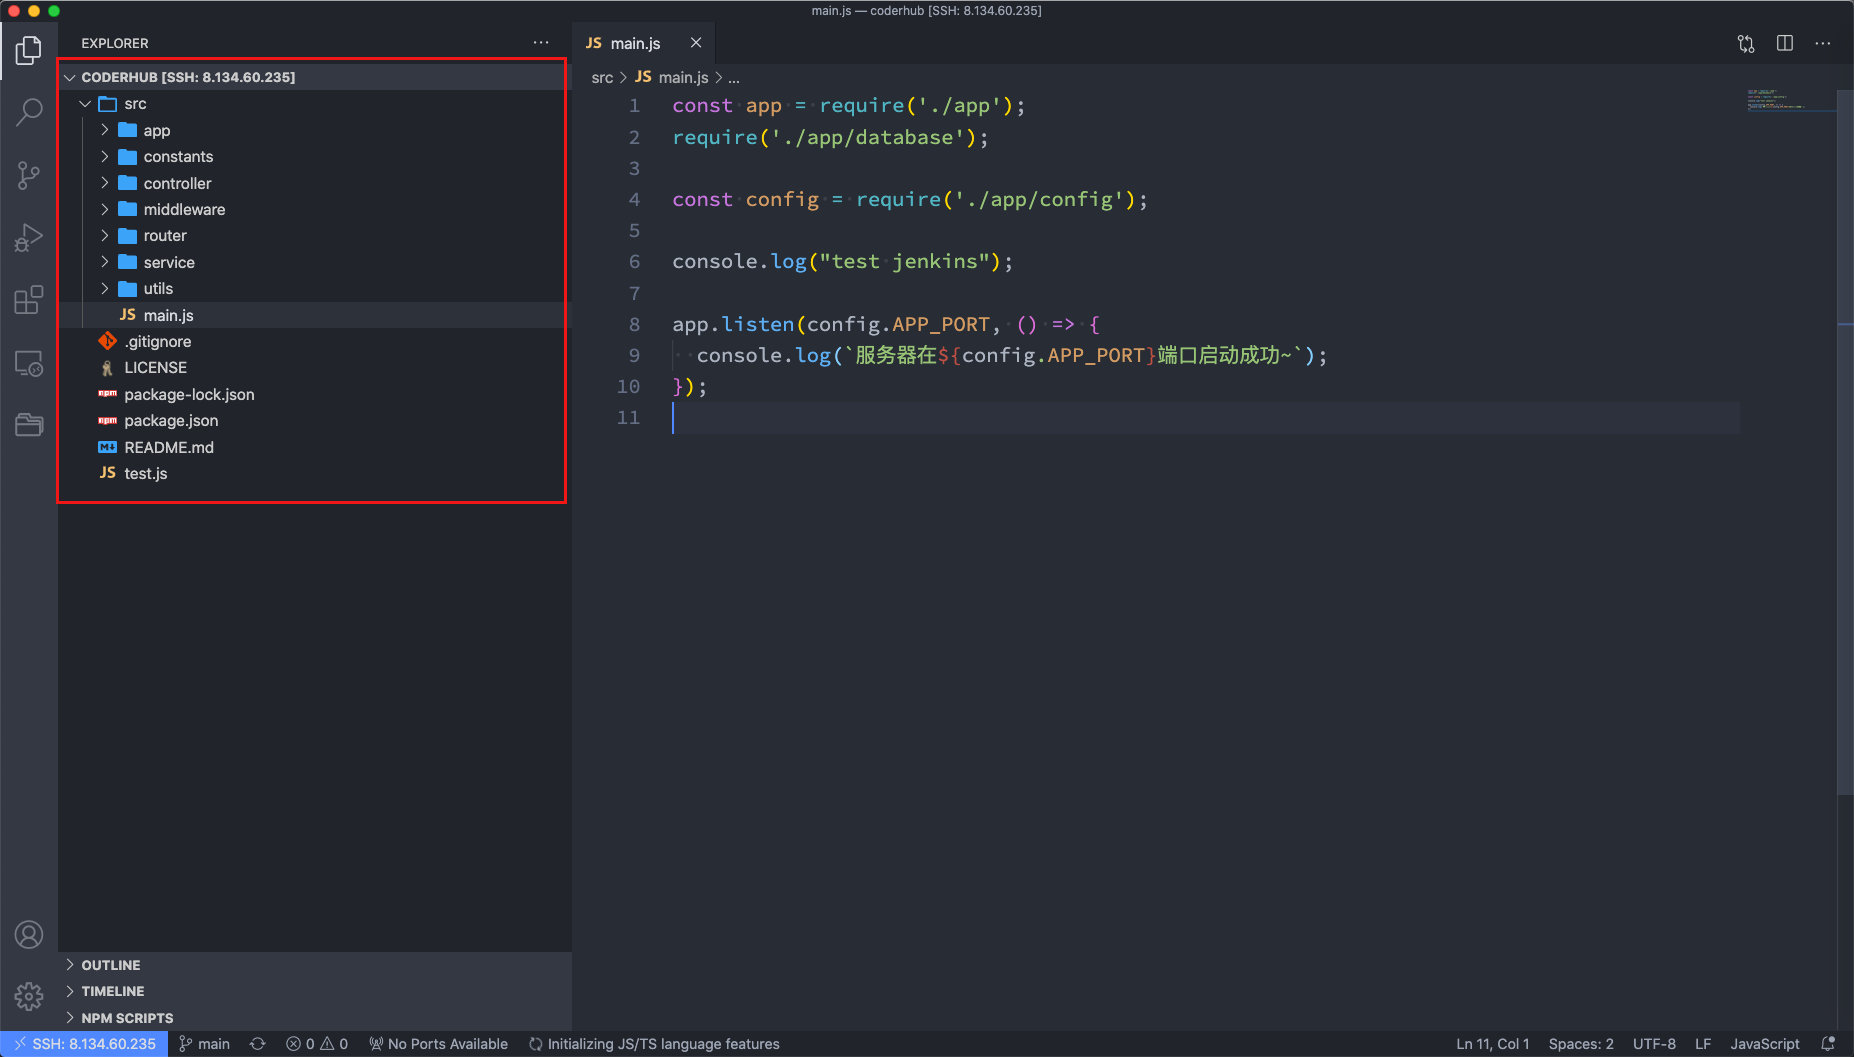 main.js — coderhub [SSH: 8.134.60.235]
EXPLORER
CODERHUB [SSH: 8.134.60.235]
src
app
constants
controller
middleware
router
service
utils
JS main.js
.gitignore
LICENSE
npm package-lock.json
npm package.json
M README.md
JS test.js
OUTLINE
TIMELINE
NPM SCRIPTS
JS main.js
src > JS main.js > ...
1 const app = require('./app');
2 require('./app/database');
3
4 const config = require('./app/config');
5
6 console.log("test jenkins");
7
8 app.listen(config.APP_PORT, () => {
9 console.log(`服务器在${config.APP_PORT}端口启动成功~`);
10 });
11
SSH: 8.134.60.235 main 0 0 No Ports Available Initializing JS/TS language features Ln 11, Col 1 Spaces: 2 UTF-8 LF JavaScript